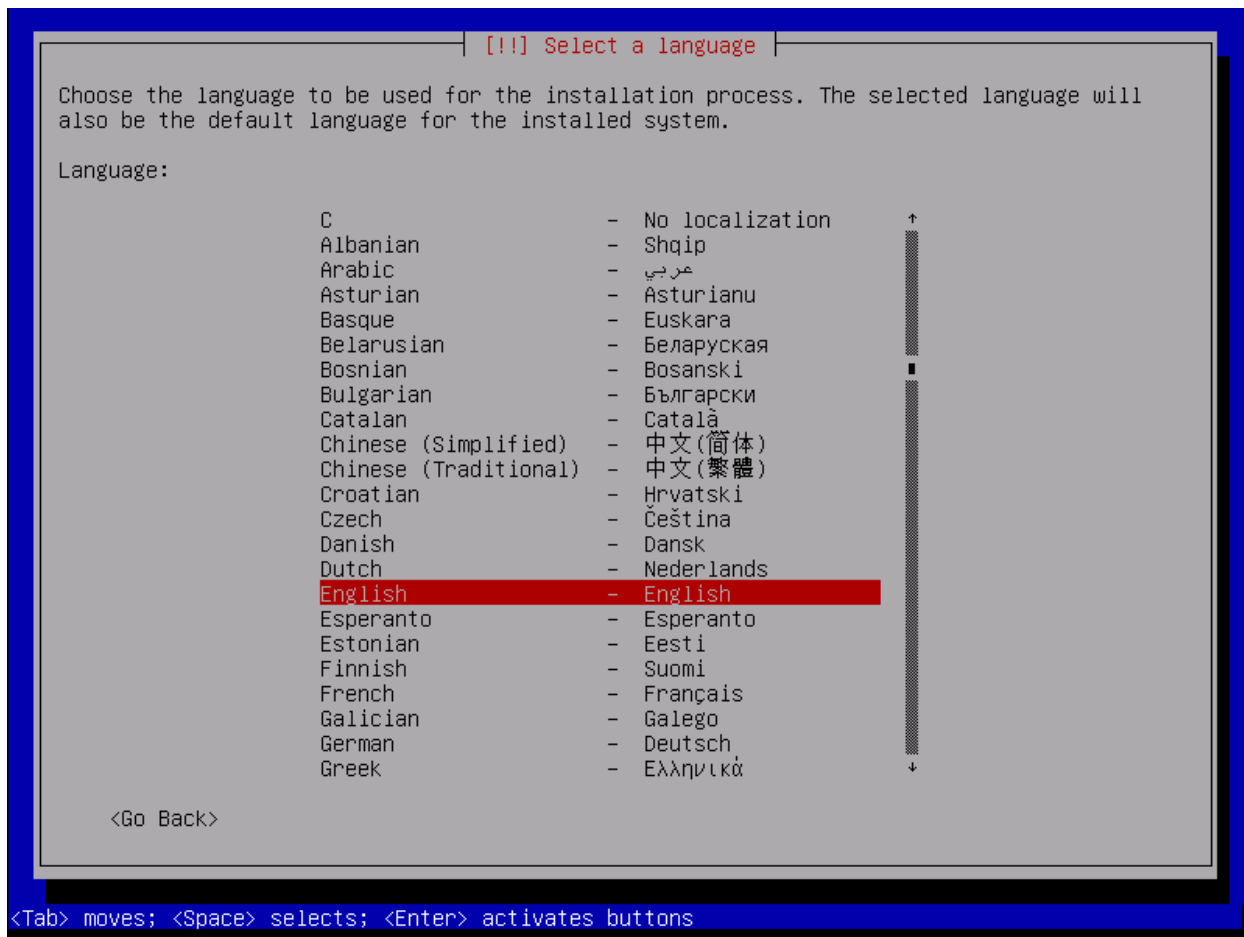 [!!] Select a language
Choose the language to be used for the installation process. The selected language will
also be the default language for the installed system.
Language:
C - No localization
Albanian - Shqip
Arabic - عربي
Asturian - Asturianu
Basque - Euskara
Belarusian - Беларуская
Bosnian - Bosanski
Bulgarian - Български
Catalan - Català
Chinese (Simplified) - 中文(简体)
Chinese (Traditional) - 中文(繁體)
Croatian - Hrvatski
Czech - Čeština
Danish - Dansk
Dutch - Nederlands
English - English
Esperanto - Esperanto
Estonian - Eesti
Finnish - Suomi
French - Français
Galician - Galego
German - Deutsch
Greek - Ελληνικά
<Go Back>
<Tab> moves; <Space> selects; <Enter> activates buttons